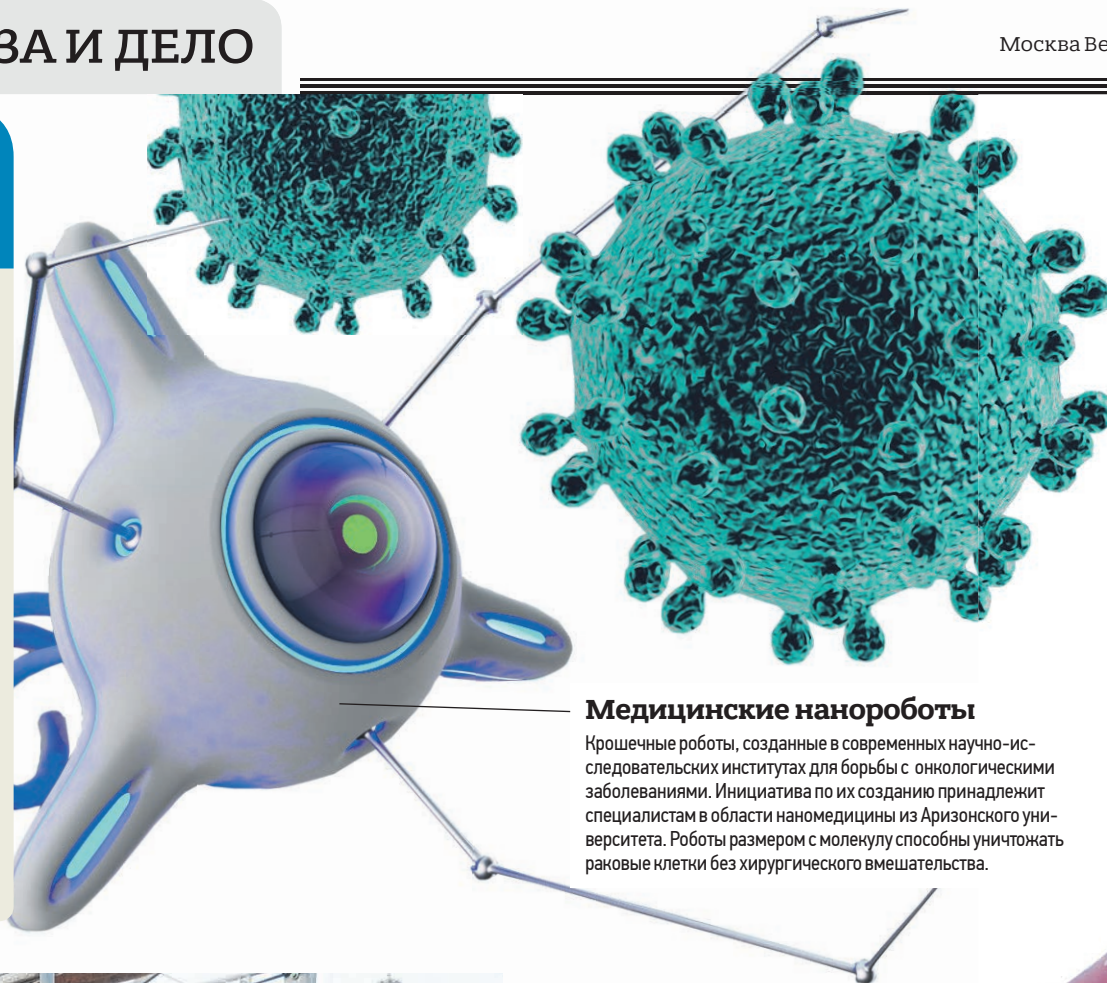 ЗА И ДЕЛО
Москва Ве
Медицинские нанороботы
Крошечные роботы, созданные в современных научно-ис-
следовательских институтах для борьбы с онкологическими
заболеваниями. Инициатива по их созданию принадлежит
специалистам в области наномедицины из Аризонского уни-
верситета. Роботы размером с молекулу способны уничтожать
раковые клетки без хирургического вмешательства.